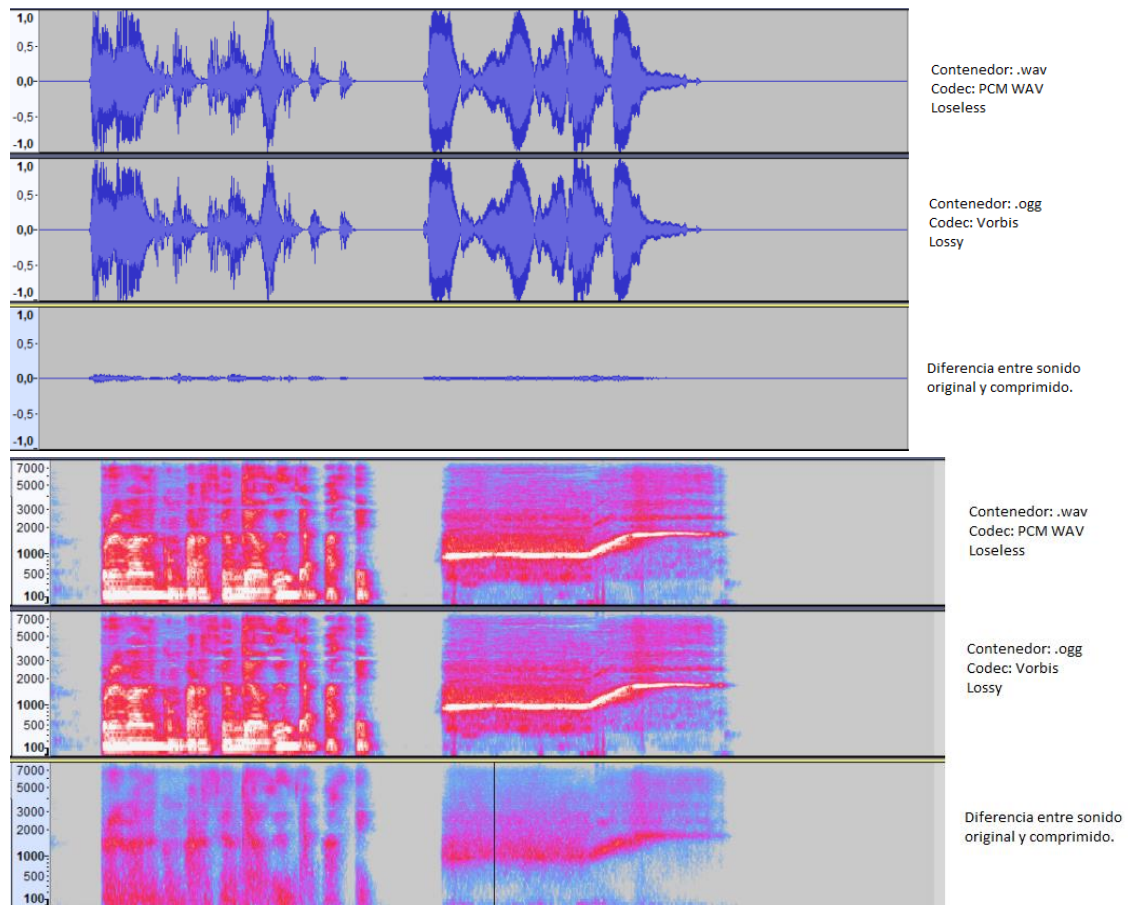 1,0
0,5-
0,0-
-0,5-
-1,0
Contenedor: .wav
Codec: PCM WAV
Loseless
1,0
0,5-
0,0-
-0,5-
-1,0
Contenedor: .ogg
Codec: Vorbis
Lossy
1,0
0,5-
0,0-
-0,5-
-1,0
Diferencia entre sonido
original y comprimido.
7000
5000
3000
2000
1000
500
100
Contenedor: .wav
Codec: PCM WAV
Loseless
7000
5000
3000
2000
1000
500
100
Contenedor: .ogg
Codec: Vorbis
Lossy
7000
5000
3000
2000
1000
500
100
Diferencia entre sonido
original y comprimido.